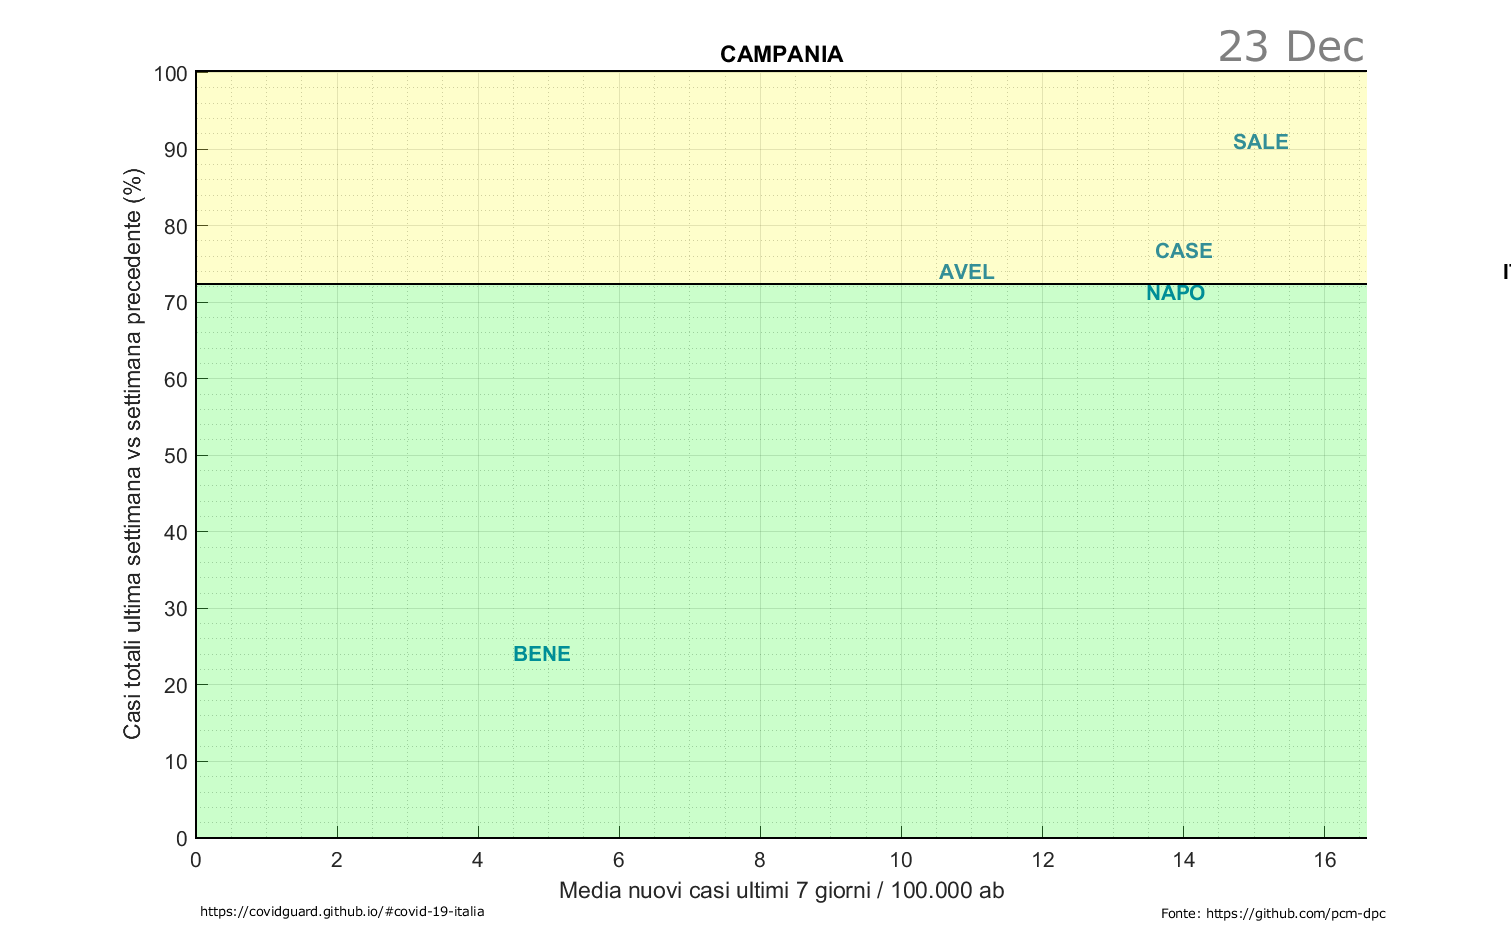 23 Dec
CAMPANIA
100
90
80
70
60
50
40
30
20
10
0
Casi totali ultima settimana vs settimana precedente (%)
SALE
CASE
AVEL
NAPO
BENE
0 2 4 6 8 10 12 14 16
Media nuovi casi ultimi 7 giorni / 100.000 ab
https://covidguard.github.io/#covid-19-italia
Fonte: https://github.com/pcm-dpc